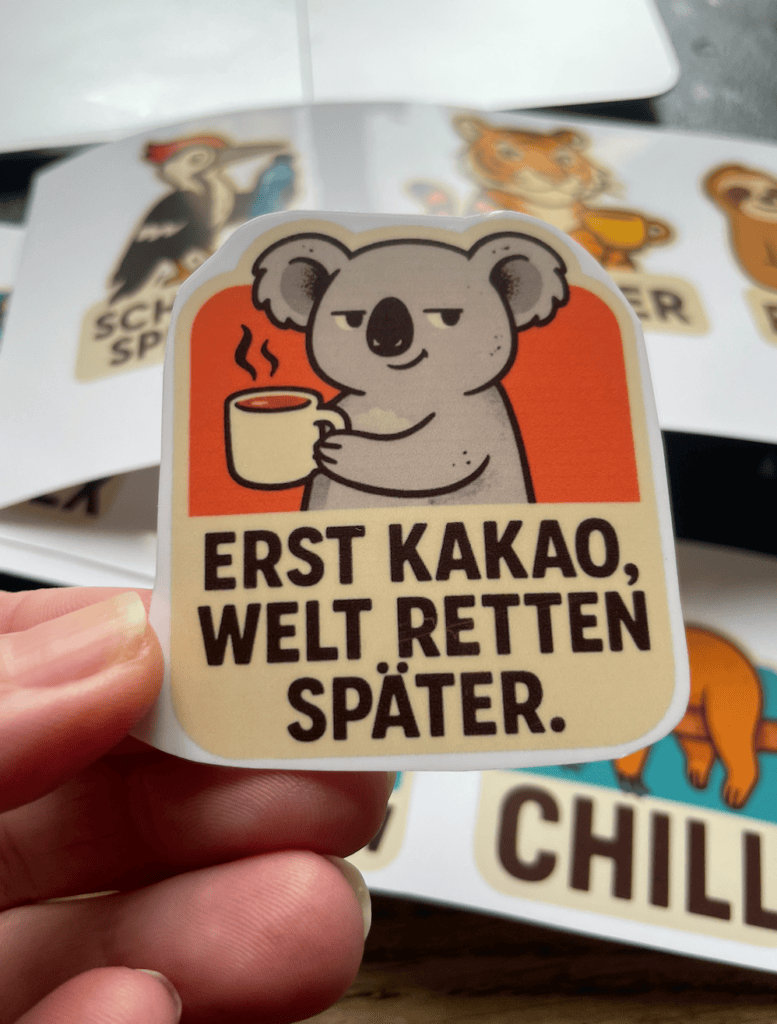 ERST KAKAO,
WELT RETTEN
SPÄTER.
CHILL